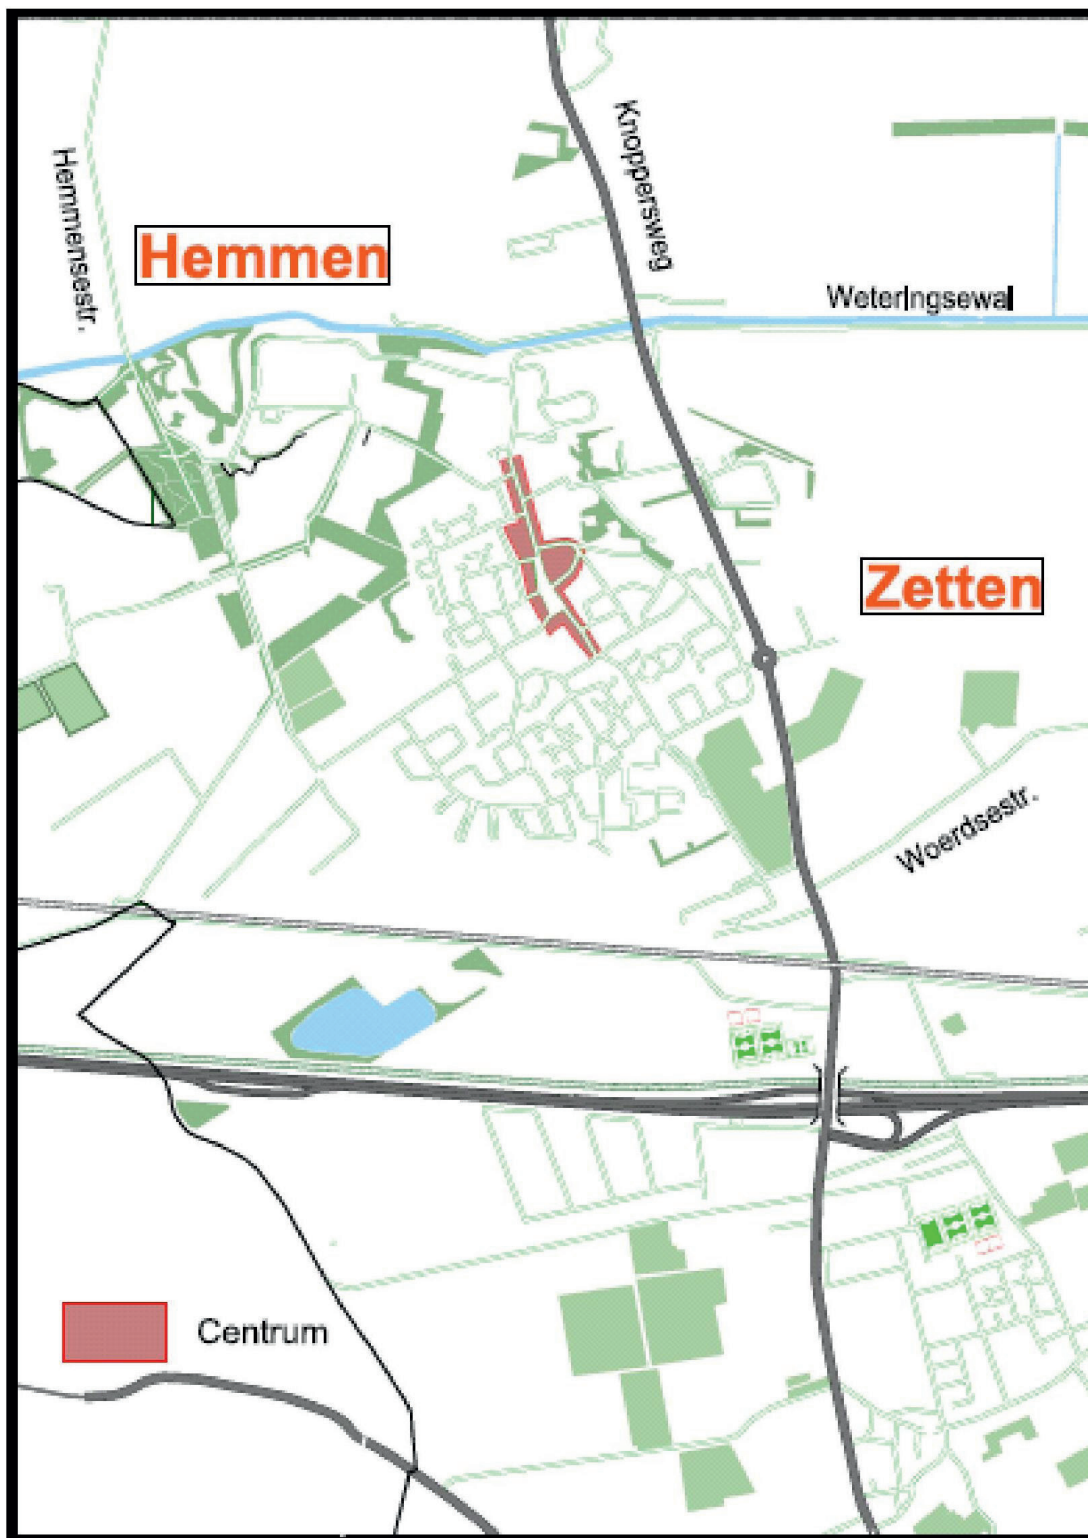 Knoppersweg
Hemmensestr.
Hemmen
Weteringsewal
Zetten
Woerdsestr.
Centrum